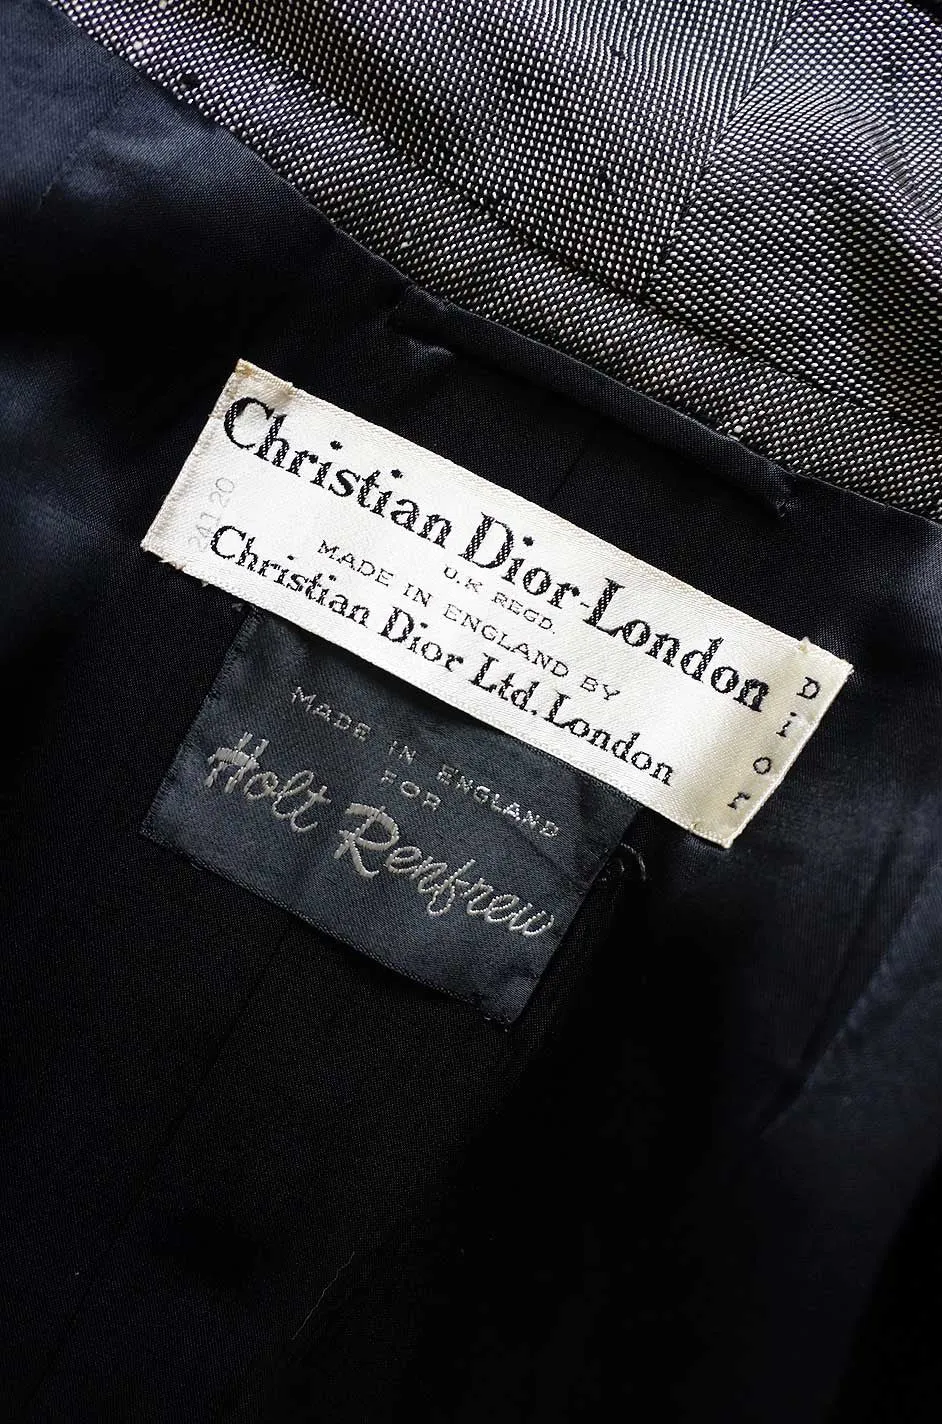 Christian Dior-London
U.K REGD.
MADE IN ENGLAND BY
Christian Dior Ltd. London
Dior
24120
MADE IN ENGLAND
FOR
Holt Renfrew